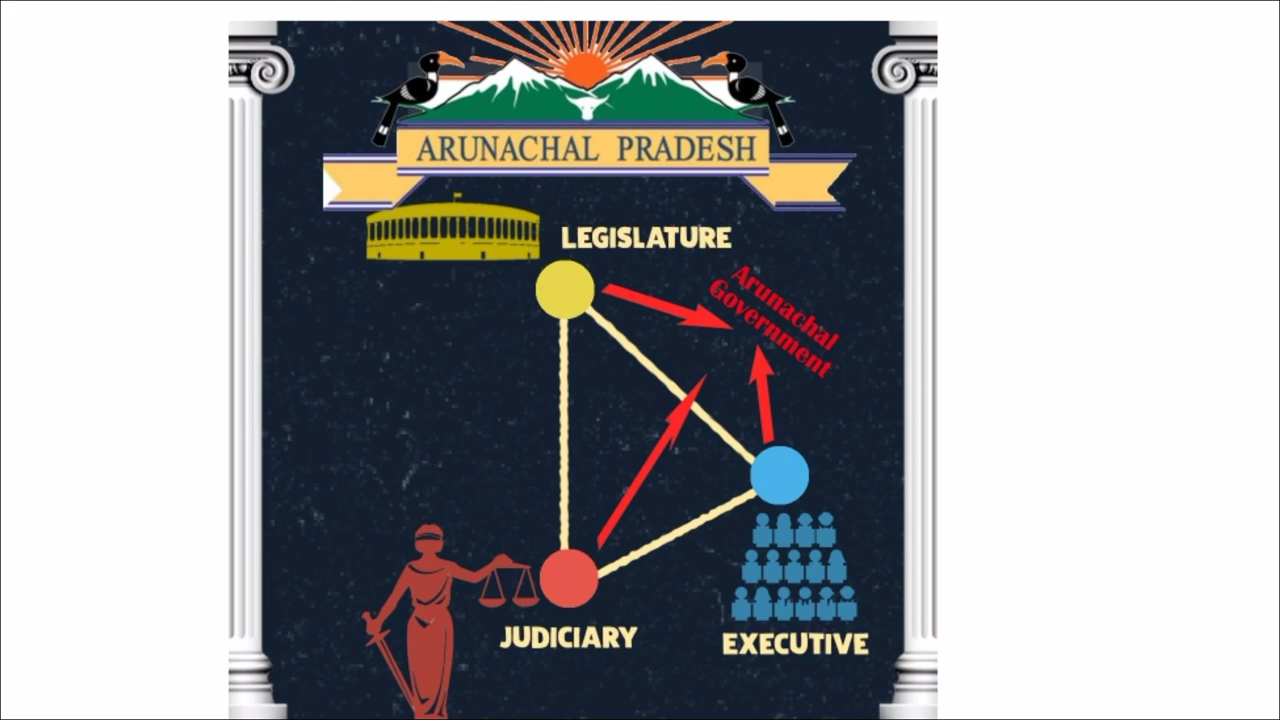 ARUNACHAL PRADESH
LEGISLATURE
Arunachal
Government
JUDICIARY
EXECUTIVE